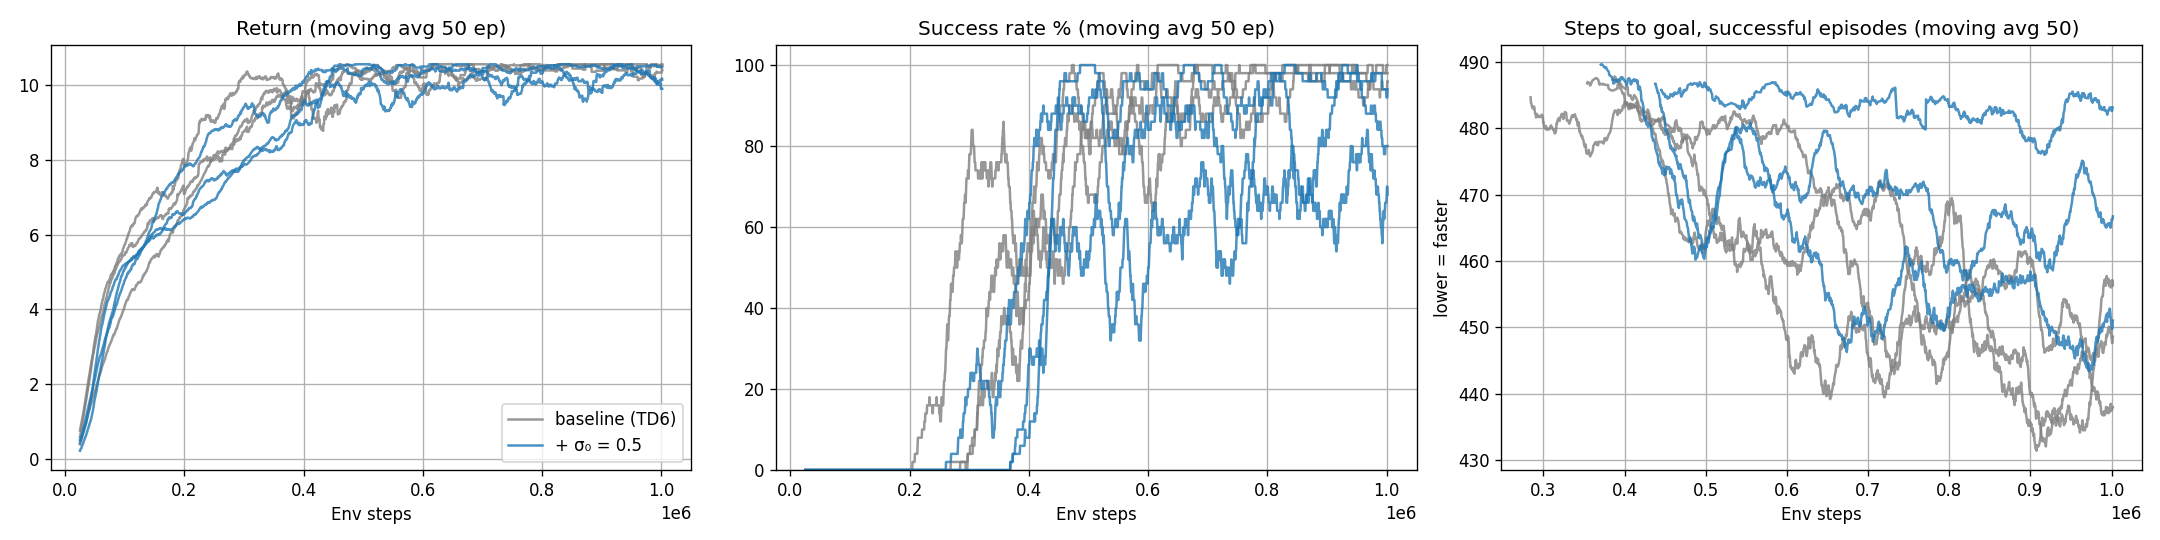 Return (moving avg 50 ep)
10
8
6
4
2
0
0.0 0.2 0.4 0.6 0.8 1.0
1e6
Env steps
baseline (TD6)
+ σ₀ = 0.5
Success rate % (moving avg 50 ep)
100
80
60
40
20
0
0.0 0.2 0.4 0.6 0.8 1.0
1e6
Env steps
Steps to goal, successful episodes (moving avg 50)
lower = faster
490
480
470
460
450
440
430
0.3 0.4 0.5 0.6 0.7 0.8 0.9 1.0
1e6
Env steps